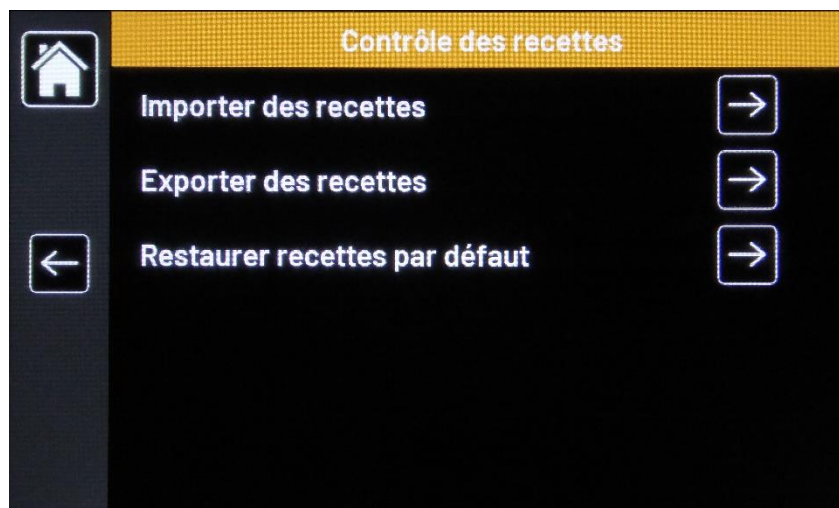 Contrôle des recettes
Importer des recettes
Exporter des recettes
Restaurer recettes par défaut